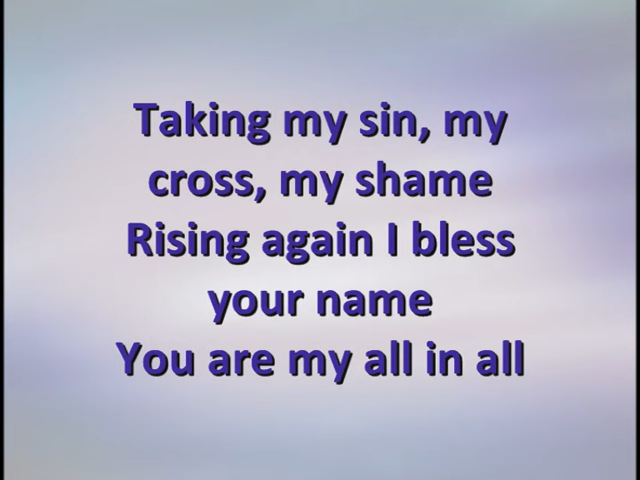 Taking my sin, my
cross, my shame
Rising again I bless
your name
You are my all in all